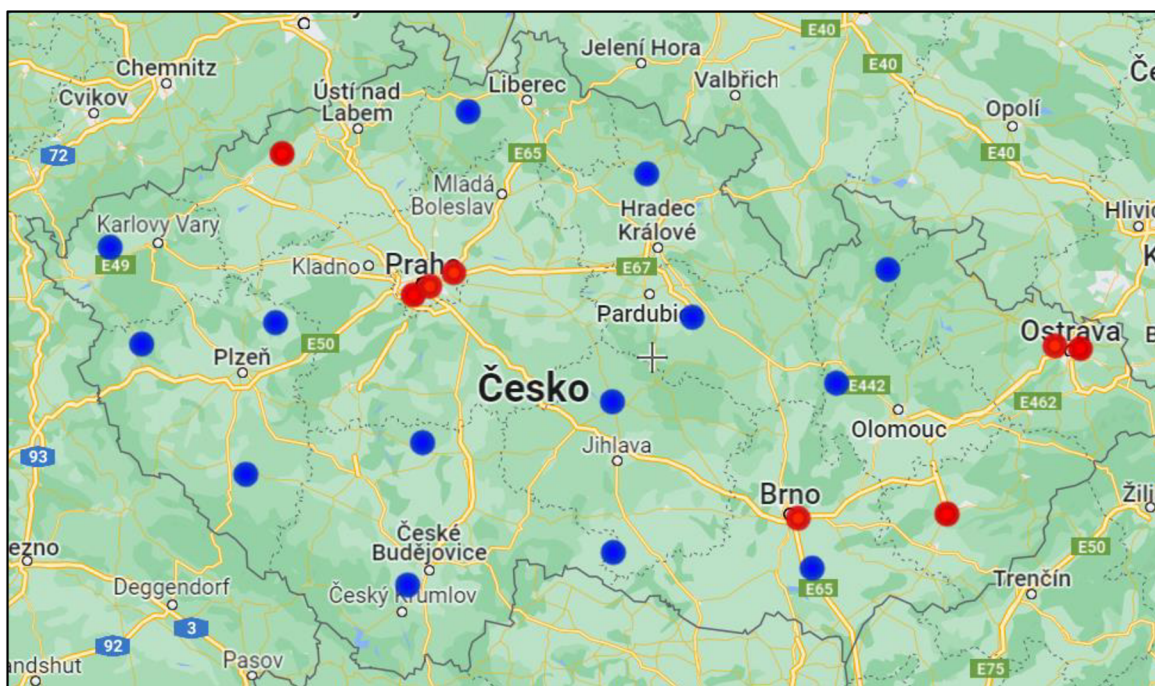 E40
Jelení Hora
Chemnitz
E40
Liberec
Valbřich
Cvikov
Ústí nad
Labem
Opolí
72
E65
E40
Mladá
Boleslav
Hradec
Králové
Karlovy Vary
E49
Kladno
Praha
E67
Pardubi
Ostrava
E50
Plzeň
Česko
E442
E462
Olomouc
Jihlava
93
Brno
České
Budějovice
E50
Deggendorf
Český Krumlov
E65
Trenčín
3
92
Pasov
E75